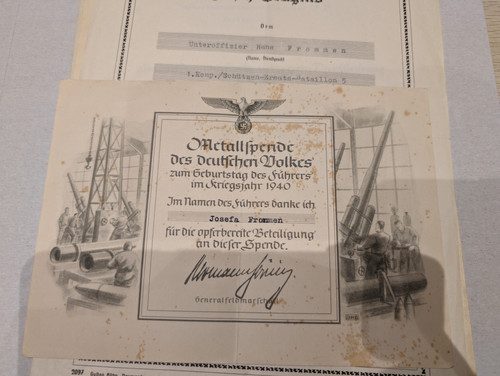 Dem
Unteroffizier Hehn Frommen
(Name, Dienstgrad)
1.Komp./Schützen-Ersatz-Bataillon 5
Metallspende
des deutschen Volkes
zum Geburtstag des Führers
im Kriegsjahr 1940
Im Namen des Führers danke ich
Josefa Frommen
für die opferbereite Beteiligung
an dieser Spende.
Generalfeldmarschall